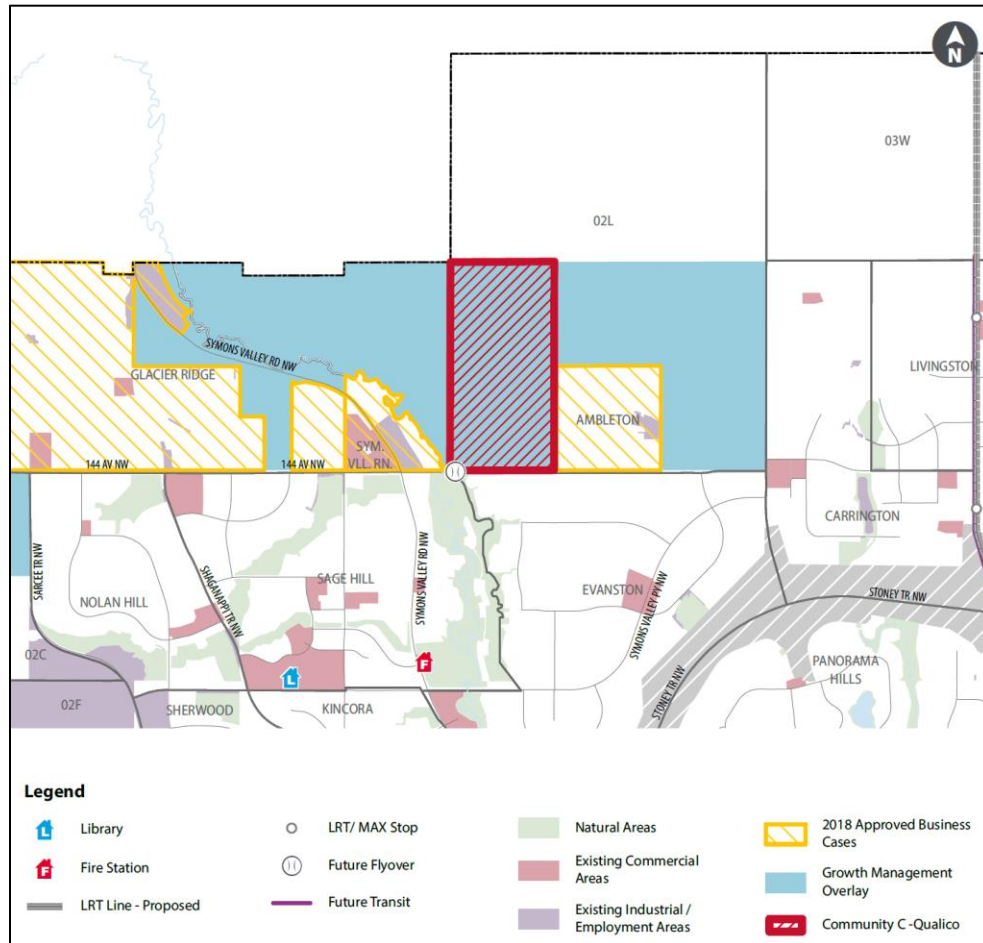 N
03W
02L
LIVINGSTON
SYMONS VALLEY RD NW
GLACIER RIDGE
AMBLETON
SYM.
VLL. RN.
144 AV NW
144 AV NW
CARRINGTON
SARCEE TR NW
SHAGANAPPI TR NW
SYMONS VALLEY RD NW
SAGE HILL
NOLAN HILL
EVANSTON
SYMONS VALLEY PY NW
STONEY TR NW
STONEY TR NW
PANORAMA
HILLS
02C
L
F
02F
SHERWOOD
KINCORA
Legend
L Library
F Fire Station
LRT Line - Proposed
LRT/ MAX Stop
Future Flyover
Future Transit
Natural Areas
Existing Commercial
Areas
Existing Industrial /
Employment Areas
2018 Approved Business
Cases
Growth Management
Overlay
Community C -Qualico